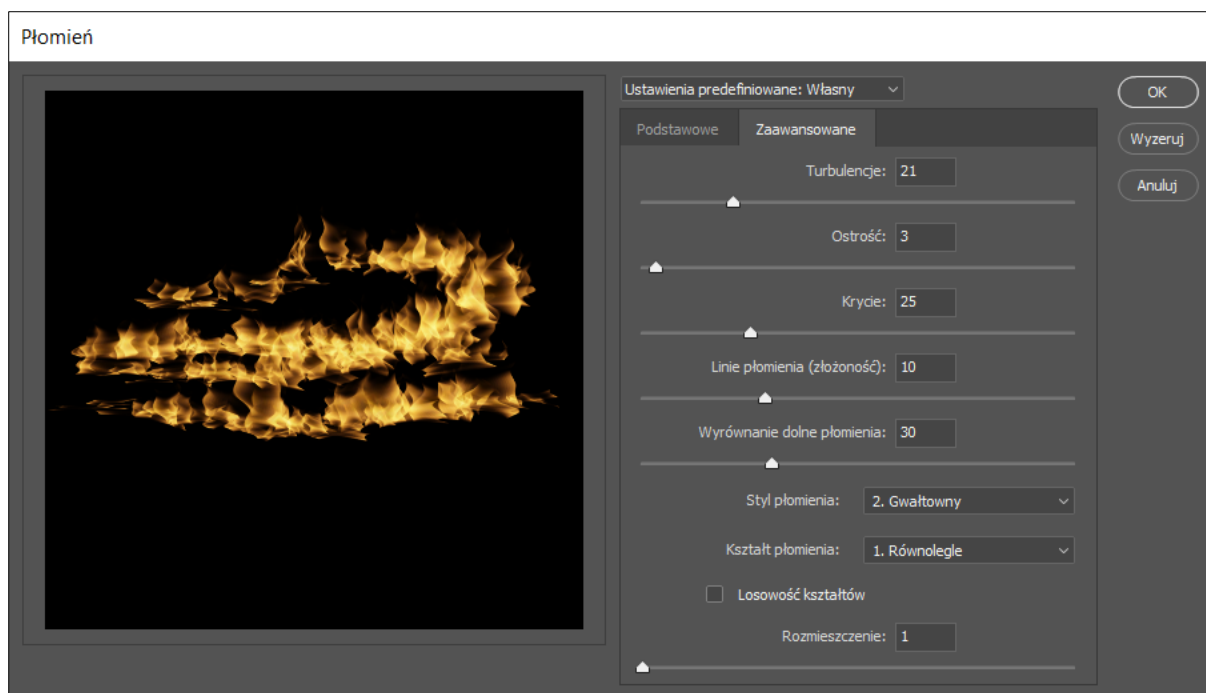 Płomień
Ustawienia predefiniowane: Własny
OK
Podstawowe
Zaawansowane
Wyzeruj
Turbulencje: 21
Anuluj
Ostrość: 3
Krycie: 25
Linie płomienia (złożoność): 10
Wyrównanie dolne płomienia: 30
Styl płomienia: 2. Gwałtowny
Kształt płomienia: 1. Równolegle
Losowość kształtów
Rozmieszczenie: 1